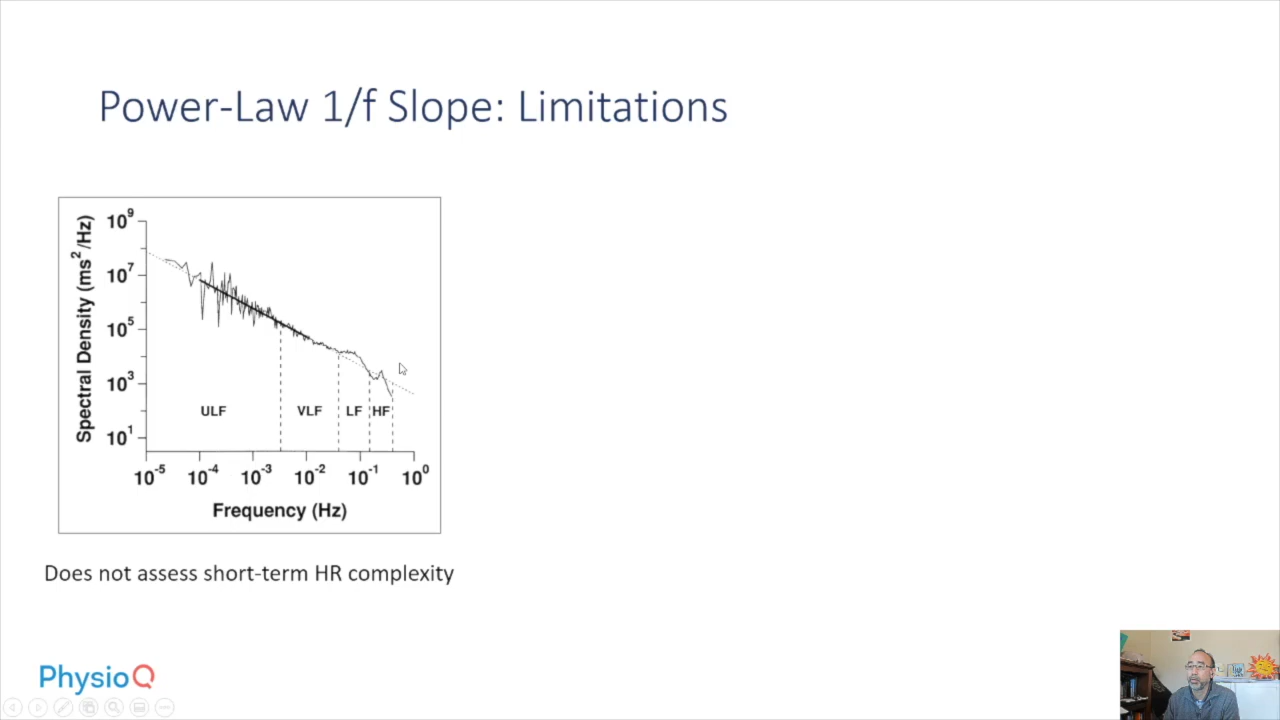 Power-Law 1/f Slope: Limitations
Spectral Density (ms²/Hz)
10⁹
10⁷
10⁵
10³
10¹
ULF VLF LF HF
10⁻⁵ 10⁻⁴ 10⁻³ 10⁻² 10⁻¹ 10⁰
Frequency (Hz)
Does not assess short-term HR complexity
PhysioQ